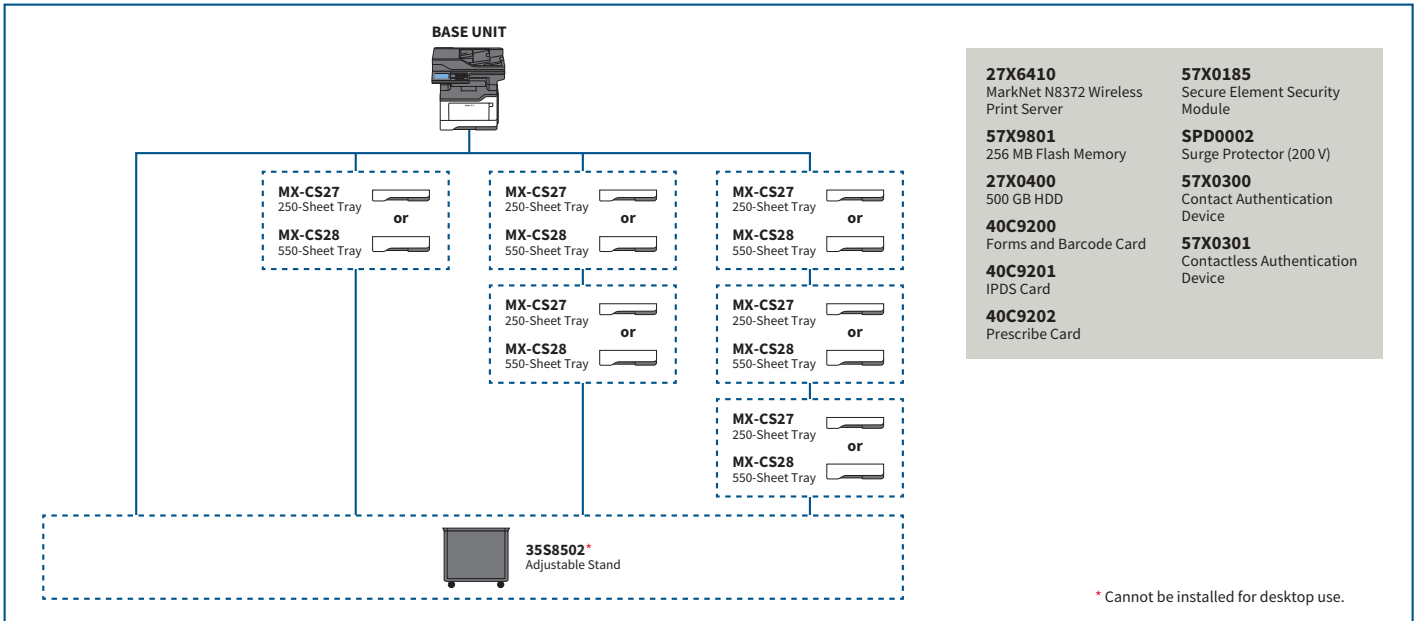 BASE UNIT
MX-CS27
250-Sheet Tray
or
MX-CS28
550-Sheet Tray
MX-CS27
250-Sheet Tray
or
MX-CS28
550-Sheet Tray
MX-CS27
250-Sheet Tray
or
MX-CS28
550-Sheet Tray
MX-CS27
250-Sheet Tray
or
MX-CS28
550-Sheet Tray
MX-CS27
250-Sheet Tray
or
MX-CS28
550-Sheet Tray
MX-CS27
250-Sheet Tray
or
MX-CS28
550-Sheet Tray
35S8502*
Adjustable Stand
27X6410
MarkNet N8372 Wireless
Print Server
57X9801
256 MB Flash Memory
27X0400
500 GB HDD
40C9200
Forms and Barcode Card
40C9201
IPDS Card
40C9202
Prescribe Card
57X0185
Secure Element Security
Module
SPD0002
Surge Protector (200 V)
57X0300
Contact Authentication
Device
57X0301
Contactless Authentication
Device
* Cannot be installed for desktop use.